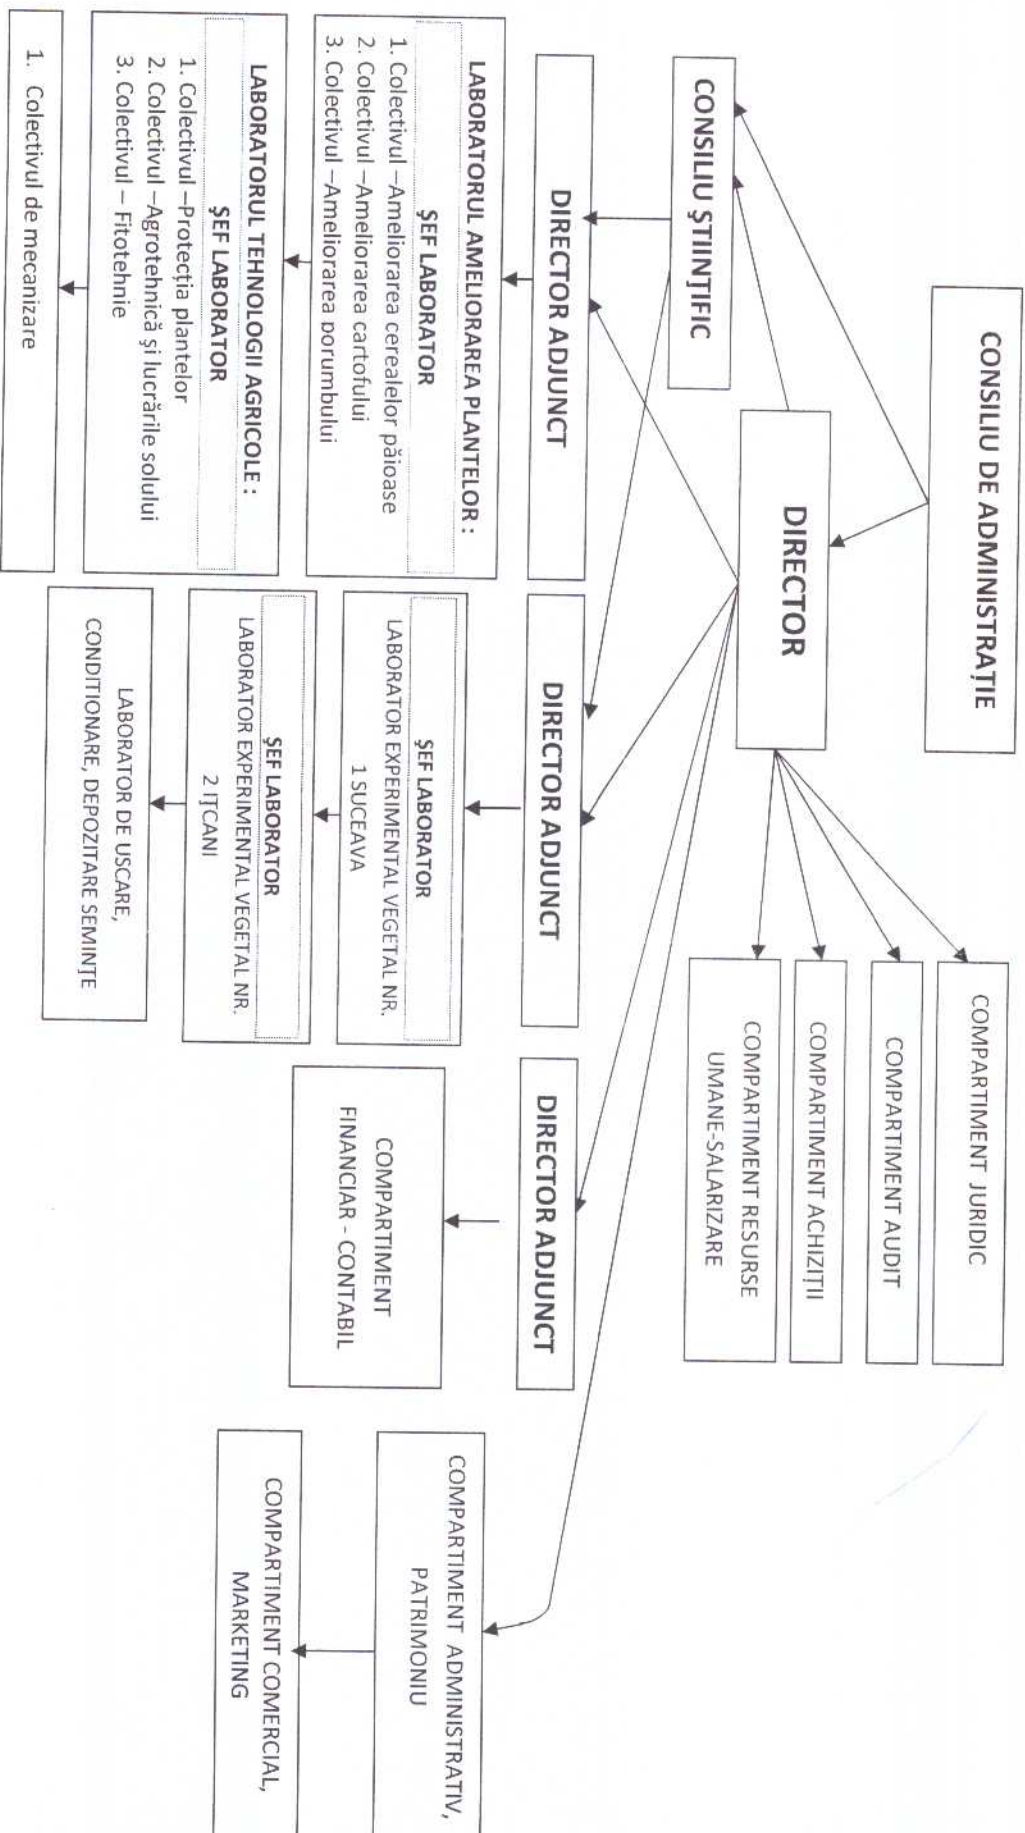 CONSILIU DE ADMINISTRAȚIE
DIRECTOR
CONSILIU ȘTIINȚIFIC
COMPARTIMENT JURIDIC
COMPARTIMENT AUDIT
COMPARTIMENT ACHIZIȚII
COMPARTIMENT RESURSE
UMANE-SALARIZARE
DIRECTOR ADJUNCT
LABORATORUL AMELIORAREA PLANTELOR :
ȘEF LABORATOR
1. Colectivul –Ameliorarea cerealelor păioase
2. Colectivul –Ameliorarea cartofului
3. Colectivul –Ameliorarea porumbului
LABORATORUL TEHNOLOGII AGRICOLE :
ȘEF LABORATOR
1. Colectivul –Protecția plantelor
2. Colectivul –Agrotehnică și lucrările solului
3. Colectivul – Fitotehnie
1. Colectivul de mecanizare
DIRECTOR ADJUNCT
ȘEF LABORATOR
LABORATOR EXPERIMENTAL VEGETAL NR.
1 SUCEAVA
ȘEF LABORATOR
LABORATOR EXPERIMENTAL VEGETAL NR.
2 IȚCANI
LABORATOR DE USCARE,
CONDITIONARE, DEPOZITARE SEMINȚE
DIRECTOR ADJUNCT
COMPARTIMENT
FINANCIAR - CONTABIL
COMPARTIMENT ADMINISTRATIV,
PATRIMONIU
COMPARTIMENT COMERCIAL,
MARKETING